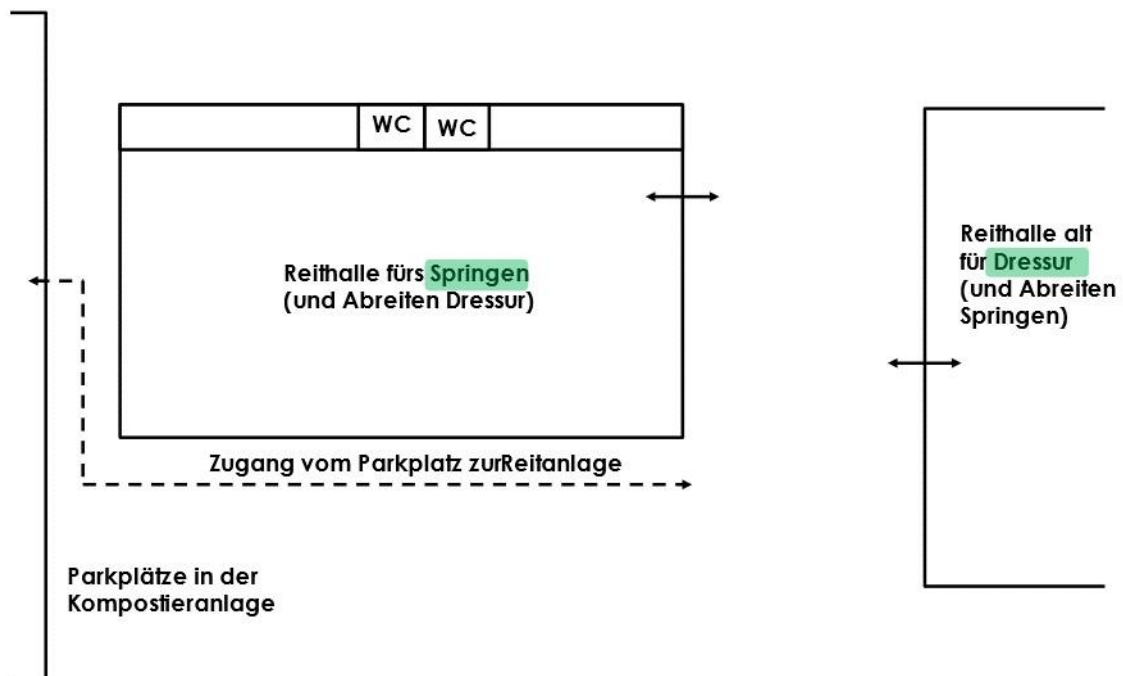 WC
WC
Reithalle fürs Springen
(und Abreiten Dressur)
Reithalle alt
für Dressur
(und Abreiten
Springen)
Zugang vom Parkplatz zurReitanlage
Parkplätze in der
Kompostieranlage